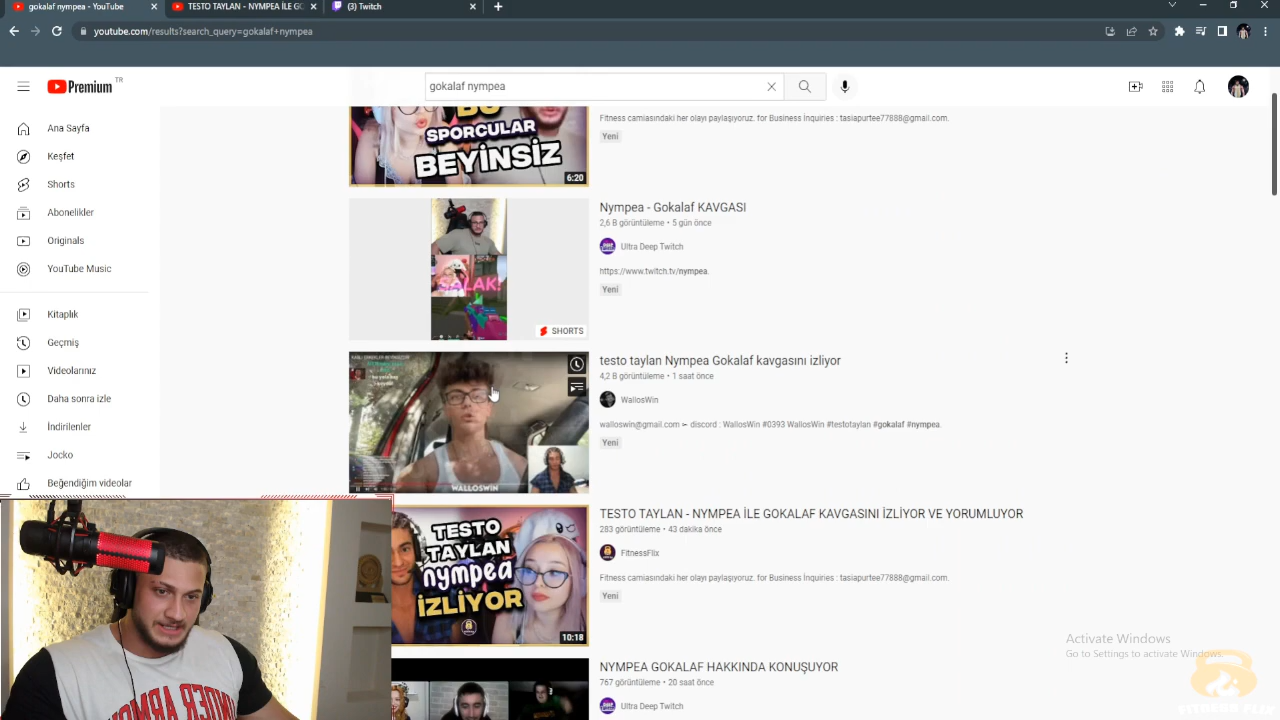 gokalaf nympea - YouTube
TESTO TAYLAN - NYMPEA İLE GO
(3) Twitch
youtube.com/results?search_query=gokalaf+nympea
Premium TR
gokalaf nympea
Ana Sayfa
Keşfet
Shorts
Abonelikler
Originals
YouTube Music
Kitaplık
Geçmiş
Videolarınız
Daha sonra izle
İndirilenler
Jocko
Beğendiğim videolar
SPORCULAR
BEYİNSİZ
6:20
Fitness camiasındaki her olayı paylaşıyoruz. for Business İnquiries : tasiapurtee77888@gmail.com.
Yeni
SHORTS
Nympea - Gokalaf KAVGASI
2,6 B görüntüleme • 5 gün önce
Ultra Deep Twitch
https://www.twitch.tv/nympea.
Yeni
WALLOSWIN
testo taylan Nympea Gokalaf kavgasını izliyor
4,2 B görüntüleme • 1 saat önce
WallosWin
walloswin@gmail.com ➣ discord : WallosWin #0393 WallosWin #testotaylan #gokalaf #nympea.
Yeni
TESTO
TAYLAN
nympea
İZLİYOR
10:18
TESTO TAYLAN - NYMPEA İLE GOKALAF KAVGASINI İZLİYOR VE YORUMLUYOR
283 görüntüleme • 43 dakika önce
FitnessFlix
Fitness camiasındaki her olayı paylaşıyoruz. for Business İnquiries : tasiapurtee77888@gmail.com.
Yeni
NYMPEA GOKALAF HAKKINDA KONUŞUYOR
767 görüntüleme • 20 saat önce
Ultra Deep Twitch
Activate Windows
Go to Settings to activate Windows.
UNDER ARMOUR